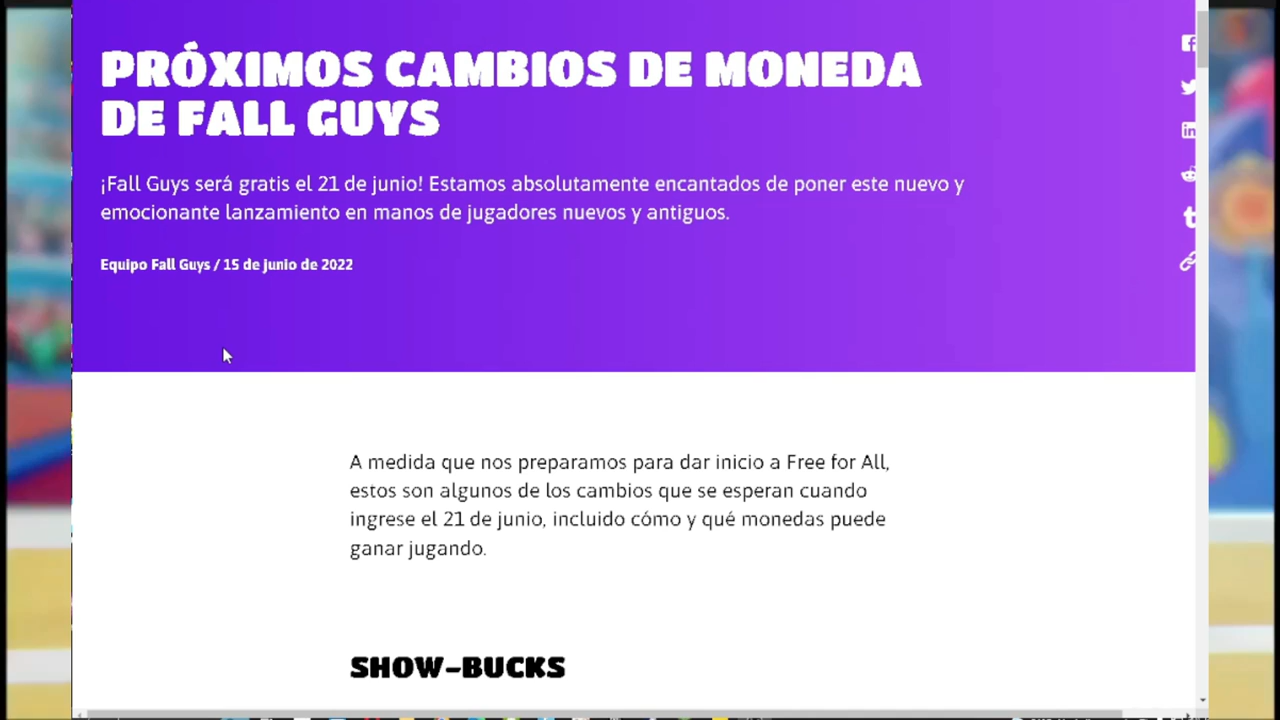 PRÓXIMOS CAMBIOS DE MONEDA
DE FALL GUYS
¡Fall Guys será gratis el 21 de junio! Estamos absolutamente encantados de poner este nuevo y
emocionante lanzamiento en manos de jugadores nuevos y antiguos.
Equipo Fall Guys / 15 de junio de 2022
A medida que nos preparamos para dar inicio a Free for All,
estos son algunos de los cambios que se esperan cuando
ingrese el 21 de junio, incluido cómo y qué monedas puede
ganar jugando.
SHOW-BUCKS